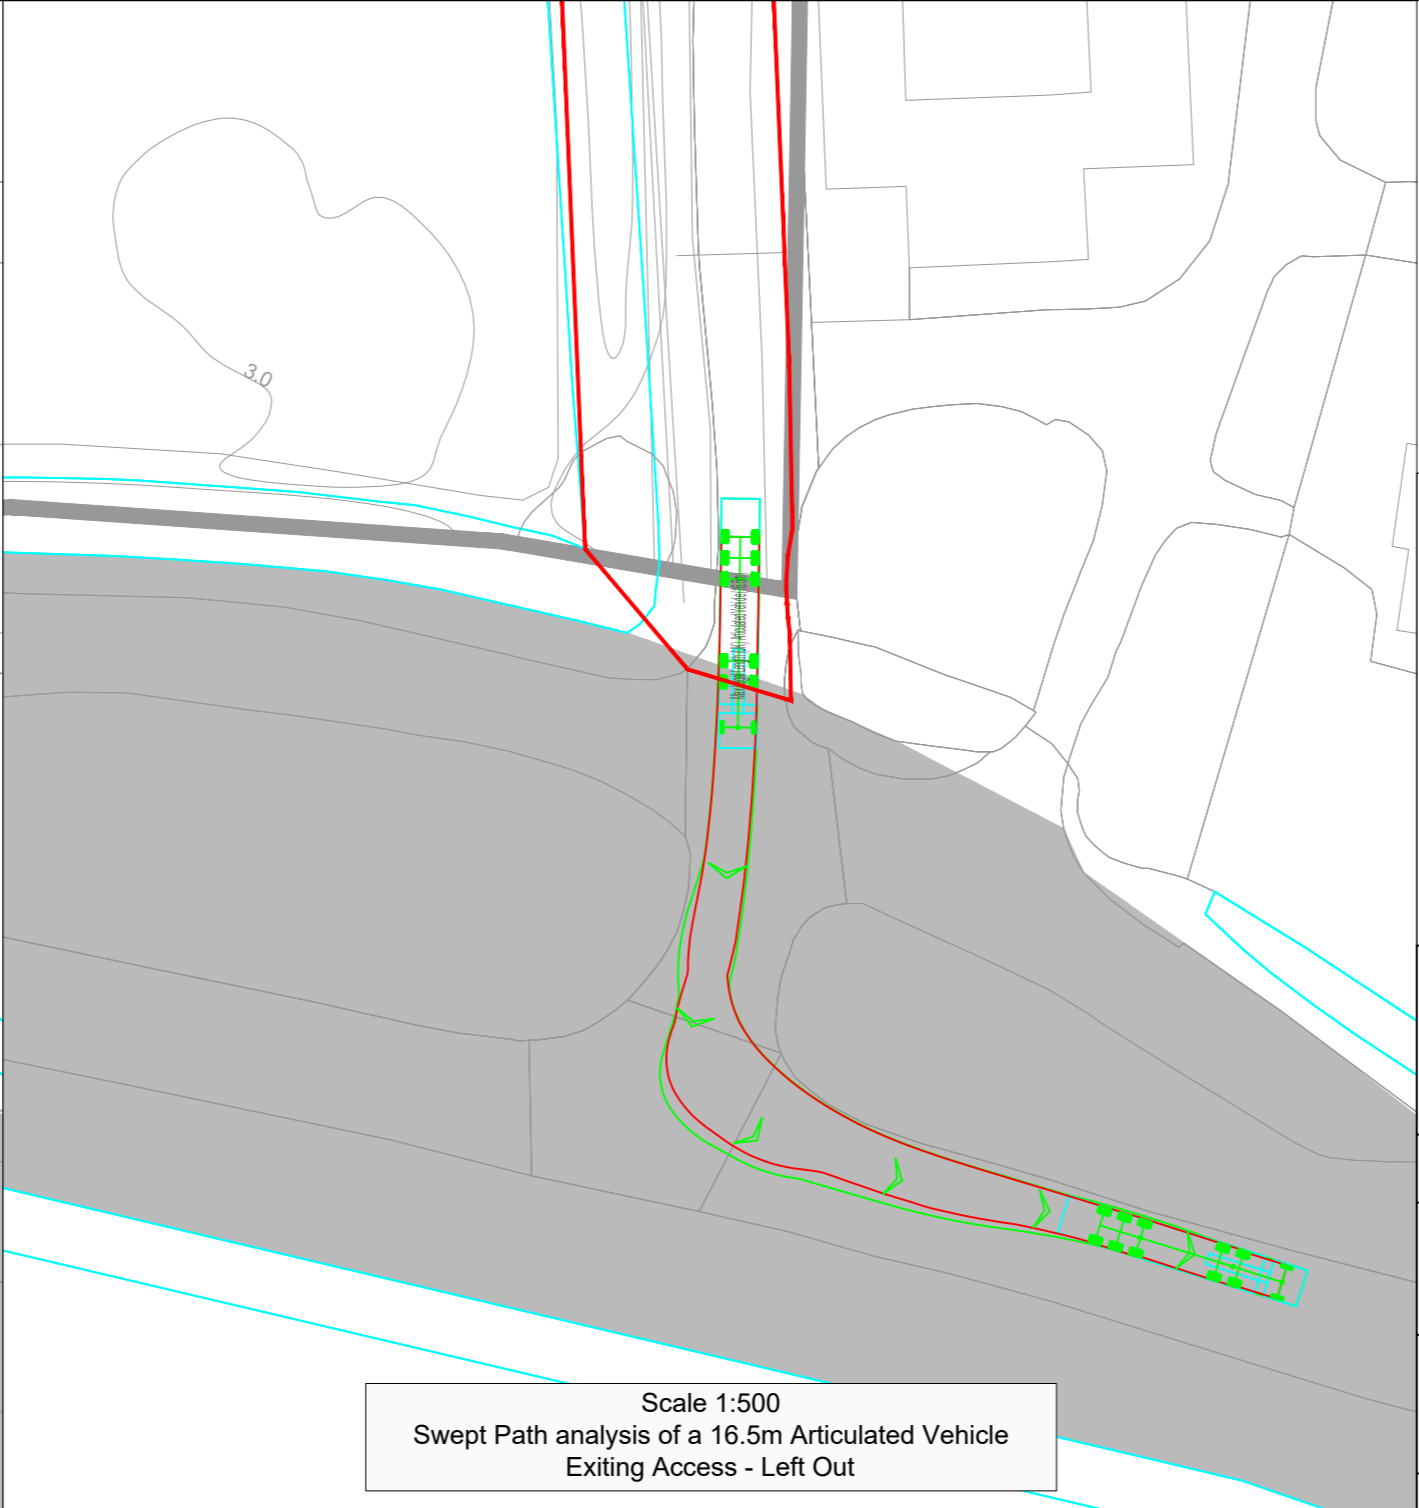 3.0
Scale 1:500
Swept Path analysis of a 16.5m Articulated Vehicle
Exiting Access - Left Out